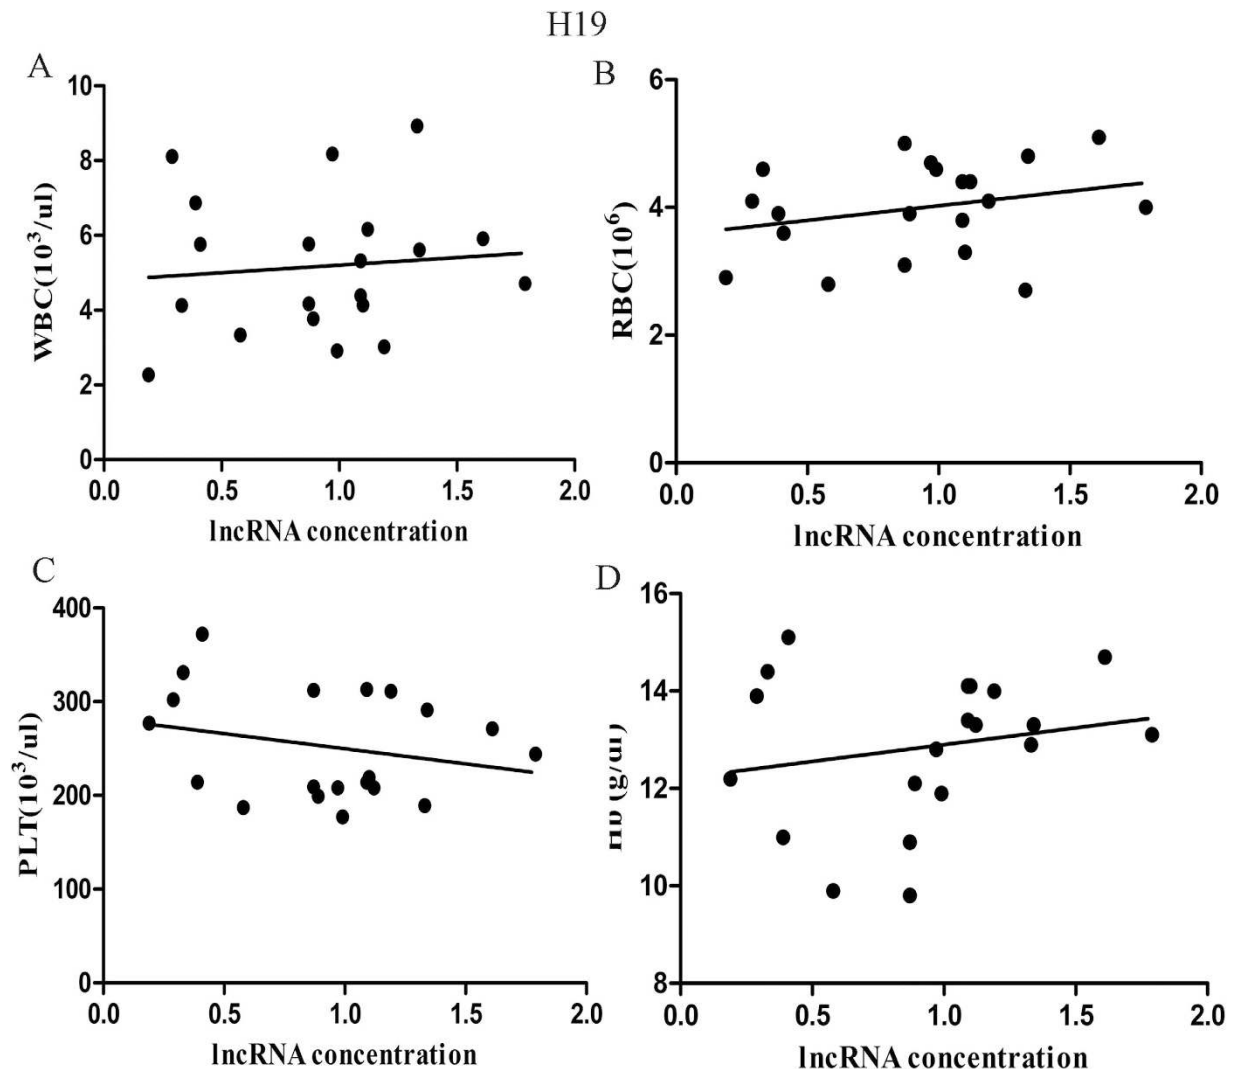 H19
A
10
8
6
4
2
0
WBC(10³/ul)
0.0 0.5 1.0 1.5 2.0
lncRNA concentration
B
6
4
2
0
RBC(10⁶)
0.0 0.5 1.0 1.5 2.0
lncRNA concentration
C
400
300
200
100
0
PLT(10³/ul)
0.0 0.5 1.0 1.5 2.0
lncRNA concentration
D
16
14
12
10
8
Hb (g/dl)
0.0 0.5 1.0 1.5 2.0
lncRNA concentration